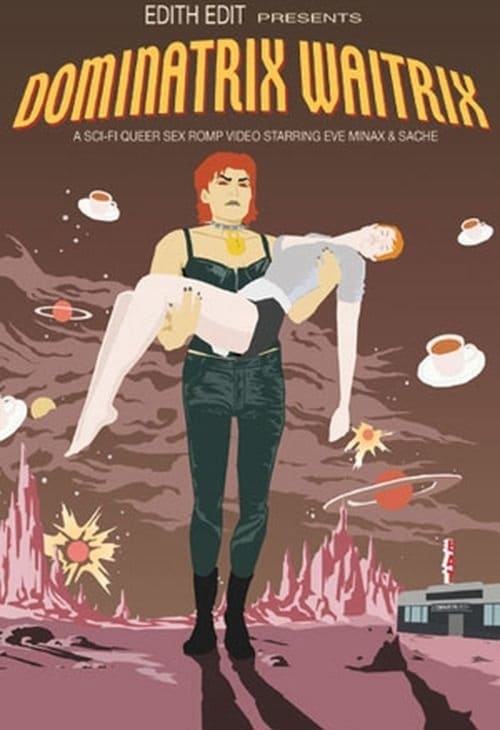 EDITH EDIT PRESENTS
DOMINATRIX WAITRIX
A SCI-FI QUEER SEX ROMP VIDEO STARRING EVE MINAX & SACHE